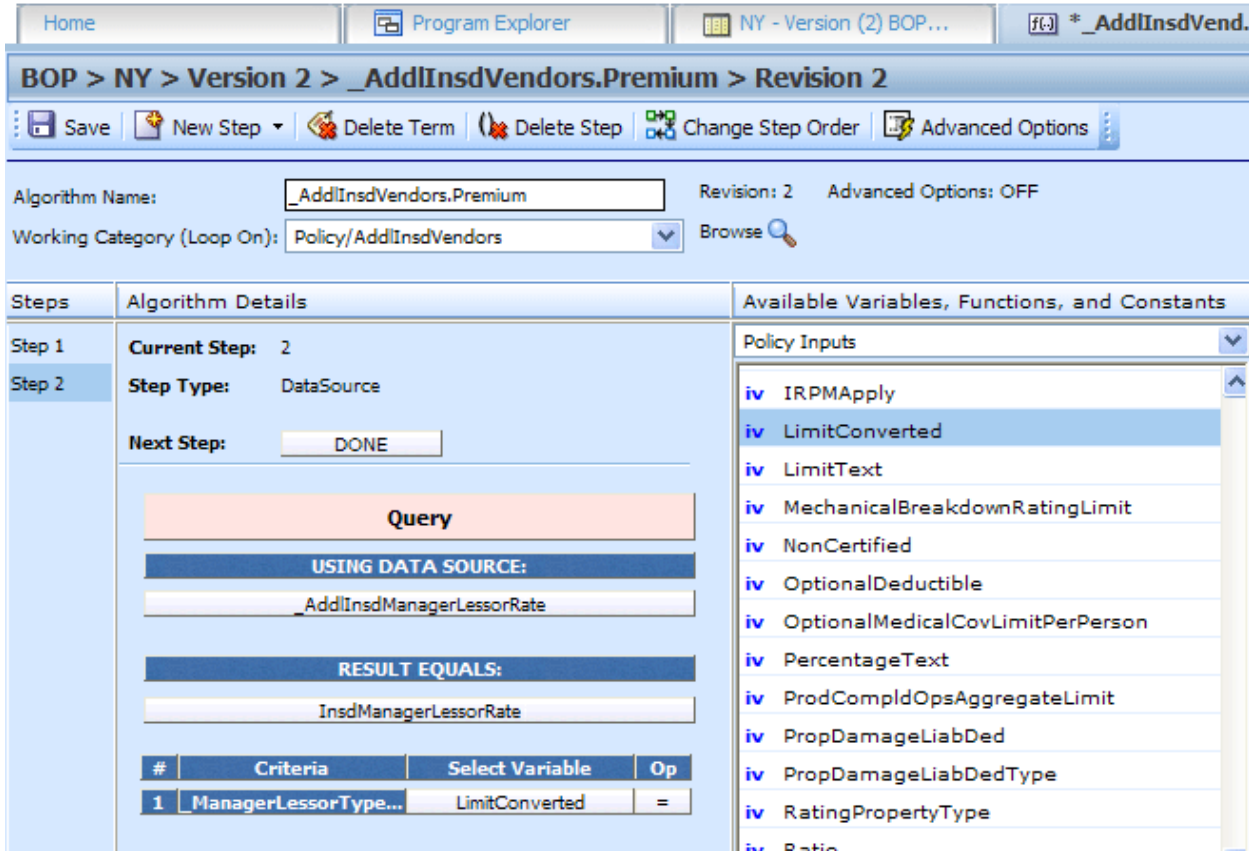 Home Program Explorer NY - Version (2) BOP... f(.) *_AddlInsdVend.
BOP > NY > Version 2 > _AddlInsdVendors.Premium > Revision 2
Save New Step Delete Term Delete Step Change Step Order Advanced Options
Algorithm Name: _AddlInsdVendors.Premium Revision: 2 Advanced Options: OFF
Working Category (Loop On): Policy/AddlInsdVendors Browse
Steps Algorithm Details Available Variables, Functions, and Constants
Step 1 Current Step: 2 Policy Inputs
Step 2 Step Type: DataSource iv IRPMApply
iv LimitConverted
Next Step: DONE
iv LimitText
Query iv MechanicalBreakdownRatingLimit
iv NonCertified
USING DATA SOURCE:
_AddlInsdManagerLessorRate iv OptionalDeductible
iv OptionalMedicalCovLimitPerPerson
RESULT EQUALS: iv PercentageText
InsdManagerLessorRate iv ProdCompldOpsAggregateLimit
iv PropDamageLiabDed
# Criteria Select Variable Op iv PropDamageLiabDedType
1 _ManagerLessorType... LimitConverted = iv RatingPropertyType
iv Ratio